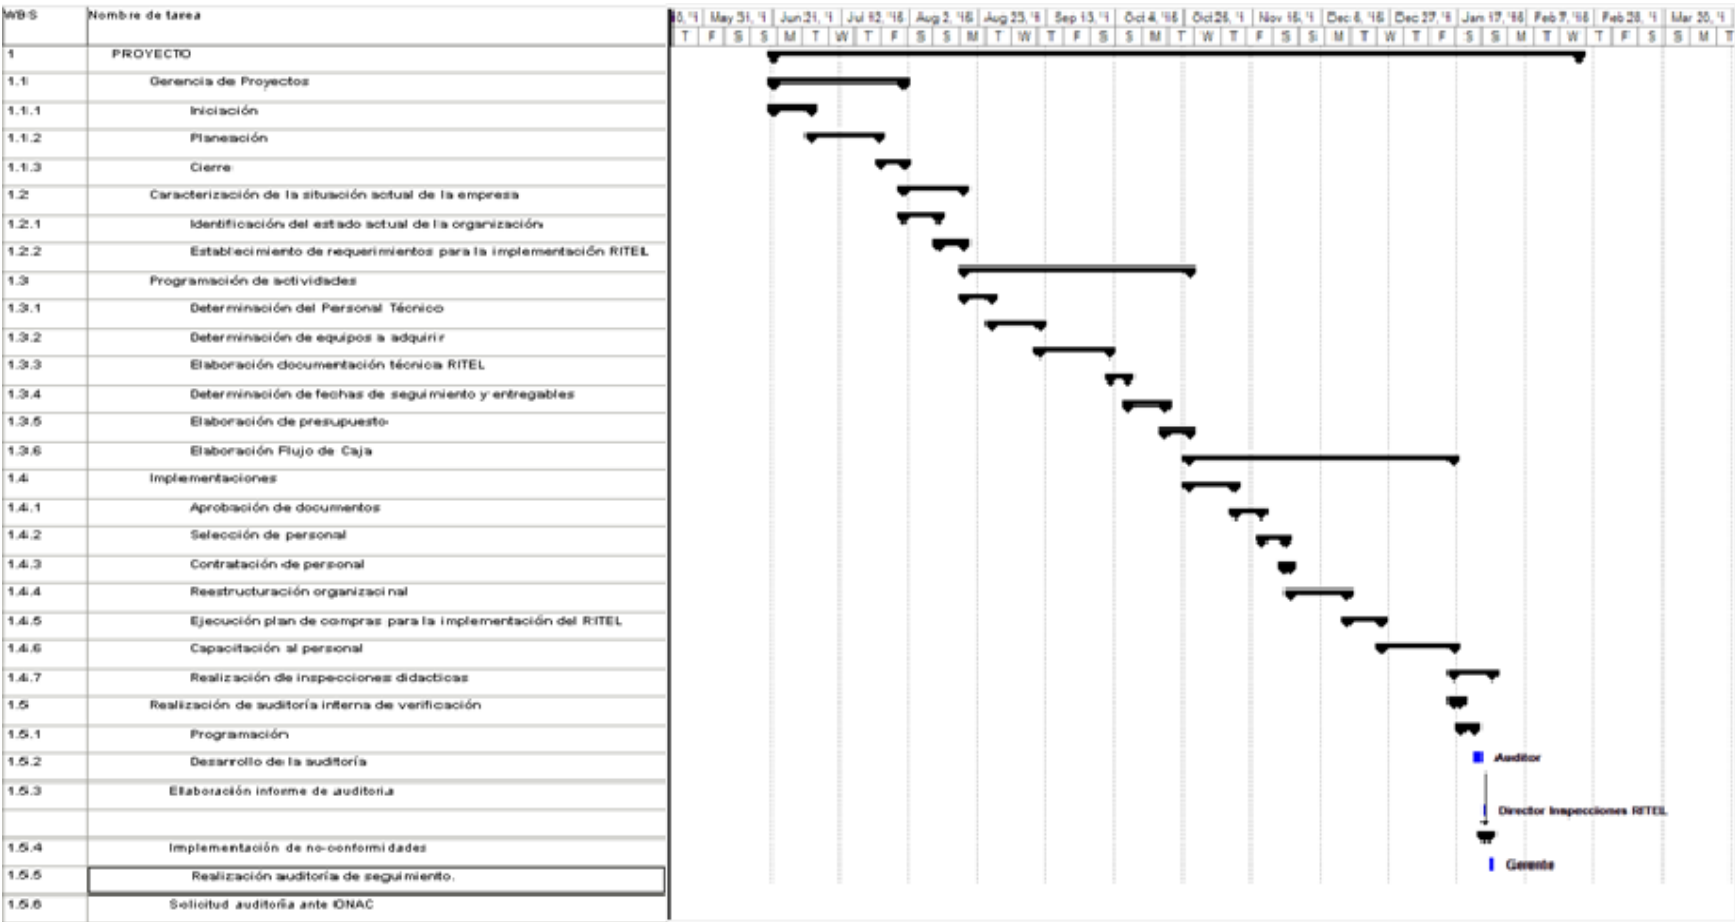 WBS Nombre de tarea
May 31, '1 Jun 21, '1 Jul 12, '15 Aug 2, '15 Aug 23, '1 Sep 13, '1 Oct 4, '15 Oct 25, '1 Nov 15, '1 Dec 6, '15 Dec 27, '1 Jan 17, '16 Feb 7, '16 Feb 28, '1 Mar 20, '1
T F S S M T W T F S S M T W T F S S M T W T F S S M T W T F S S M T W T F S S M T
1 PROYECTO
1.1 Gerencia de Proyectos
1.1.1 Iniciación
1.1.2 Planeación
1.1.3 Cierre
1.2 Caracterización de la situación actual de la empresa
1.2.1 Identificación del estado actual de la organización
1.2.2 Establecimiento de requerimientos para la implementación RITEL
1.3 Programación de actividades
1.3.1 Determinación del Personal Técnico
1.3.2 Determinación de equipos a adquirir
1.3.3 Elaboración documentación técnica RITEL
1.3.4 Determinación de fechas de seguimiento y entregables
1.3.5 Elaboración de presupuesto
1.3.6 Elaboración Flujo de Caja
1.4 Implementaciones
1.4.1 Aprobación de documentos
1.4.2 Selección de personal
1.4.3 Contratación de personal
1.4.4 Reestructuración organizacinal
1.4.5 Ejecución plan de compras para la implementación del RITEL
1.4.6 Capacitación al personal
1.4.7 Realización de inspecciones didacticas
1.5 Realización de auditoría interna de verificación
1.5.1 Programación
1.5.2 Desarrollo de la auditoría
Auditor
1.5.3 Elaboración informe de auditoria
Director Inspecciones RITEL
1.5.4 Implementación de no-conformidades
1.5.5 Realización auditoría de seguimiento.
Gerente
1.5.6 Solicitud auditoría ante ONAC